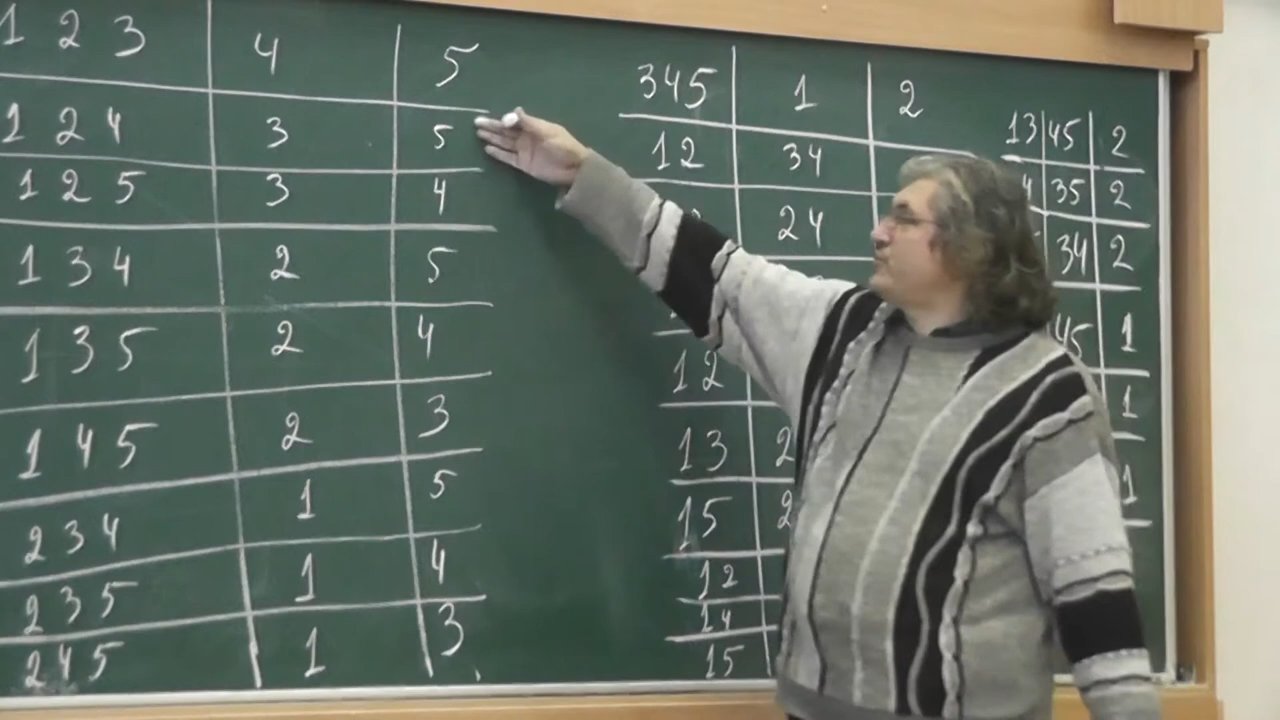 1 2 3 4 5
1 2 4 3 5
1 2 5 3 4
1 3 4 2 5
1 3 5 2 4
1 4 5 2 3
2 3 4 1 5
2 3 5 1 4
2 4 5 1 3
345 1 2
12 34
24
12
13 2
15 2
12
14
15
13 45 2
35 2
34 2
45 1
1
1